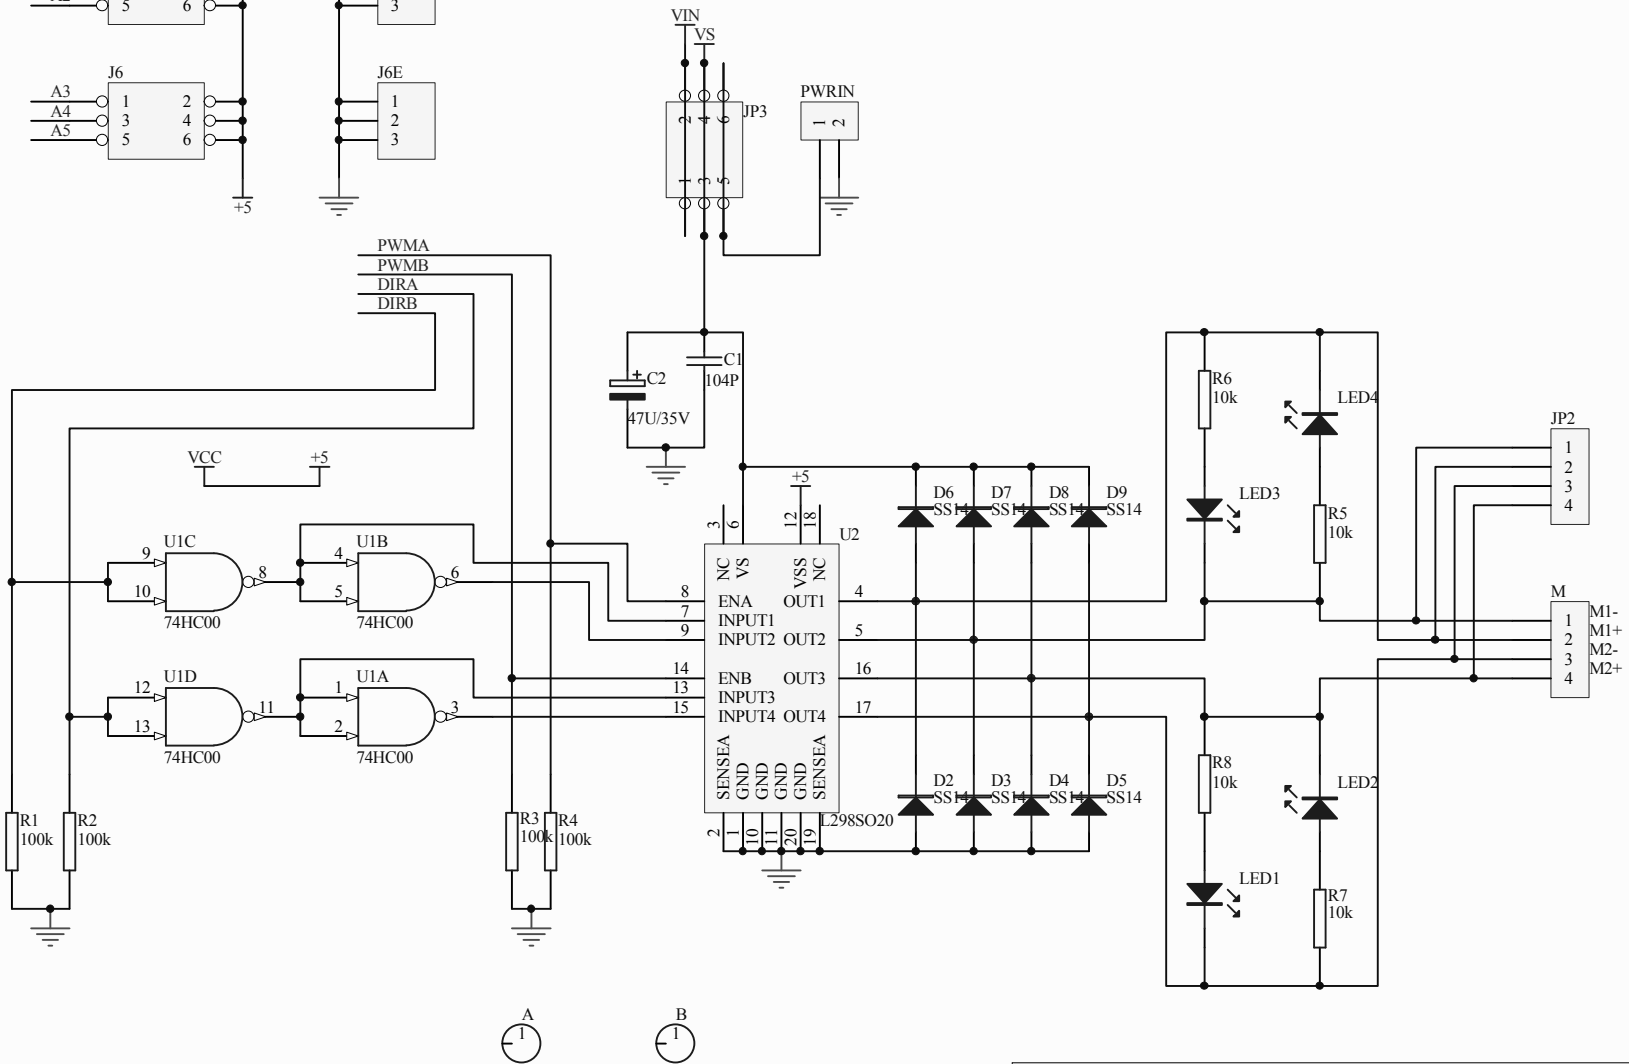 5 6
3
J6
A3 1 2
A4 3 4
A5 5 6
+5
J6E
1
2
3
VIN
VS
2 4 6
1 3 5
JP3
PWRIN
1 2
PWMA
PWMB
DIRA
DIRB
C2
47U/35V
C1
104P
VCC +5
U1C
9
10
8
74HC00
U1B
4
5
6
74HC00
U1D
12
13
11
74HC00
U1A
1
2
3
74HC00
R1
100k
R2
100k
R3
100k
R4
100k
+5
3 6 12 18
U2
NC VS VSS NC
8 ENA OUT1 4
7 INPUT1
9 INPUT2 OUT2 5
14 ENB OUT3 16
13 INPUT3
15 INPUT4 OUT4 17
SENSEA GND GND GND GND SENSEA
2 1 10 11 20 19
L298SO20
D6
SS14
D7
SS14
D8
SS14
D9
SS14
D2
SS14
D3
SS14
D4
SS14
D5
SS14
R6
10k
LED4
LED3
R5
10k
R8
10k
LED2
LED1
R7
10k
JP2
1
2
3
4
M
1 M1-
2 M1+
3 M2-
4 M2+
A
1
B
1